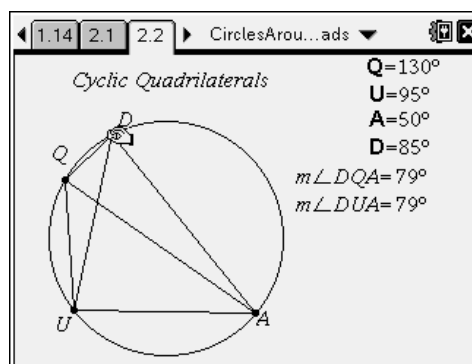 1.14 2.1 2.2 CirclesArou...ads
Cyclic Quadrilaterals
Q=130°
U=95°
A=50°
D=85°
m∠DQA=79°
m∠DUA=79°
D
Q
U
A